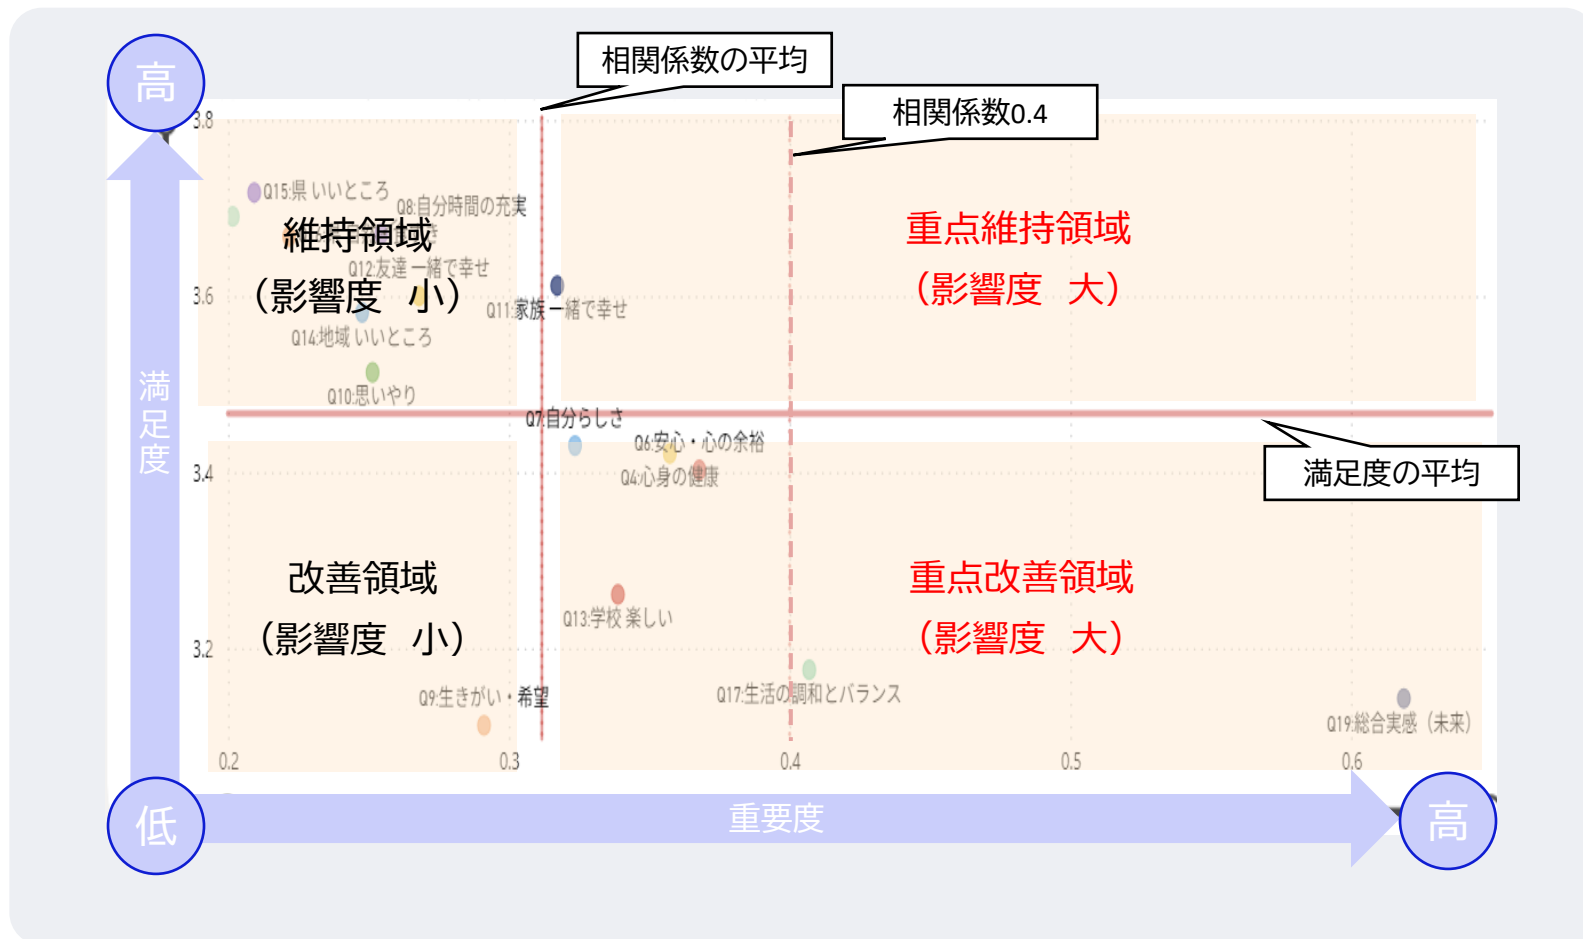 相関係数の平均
高
相関係数0.4
3.8
Q15:県 いいところ
Q8:自分時間の充実
維持領域
重点維持領域
Q12:友達 一緒で幸せ
（影響度 小）
（影響度 大）
3.6
Q11:家族 一緒で幸せ
Q14:地域 いいところ
Q10:思いやり
満足度
Q7:自分らしさ
Q6:安心・心の余裕
3.4
Q4:心身の健康
満足度の平均
改善領域
重点改善領域
Q13:学校 楽しい
（影響度 小）
（影響度 大）
3.2
Q9:生きがい・希望
Q17:生活の調和とバランス
Q19:総合実感（未来）
0.2
0.3
0.4
0.5
0.6
低
重要度
高